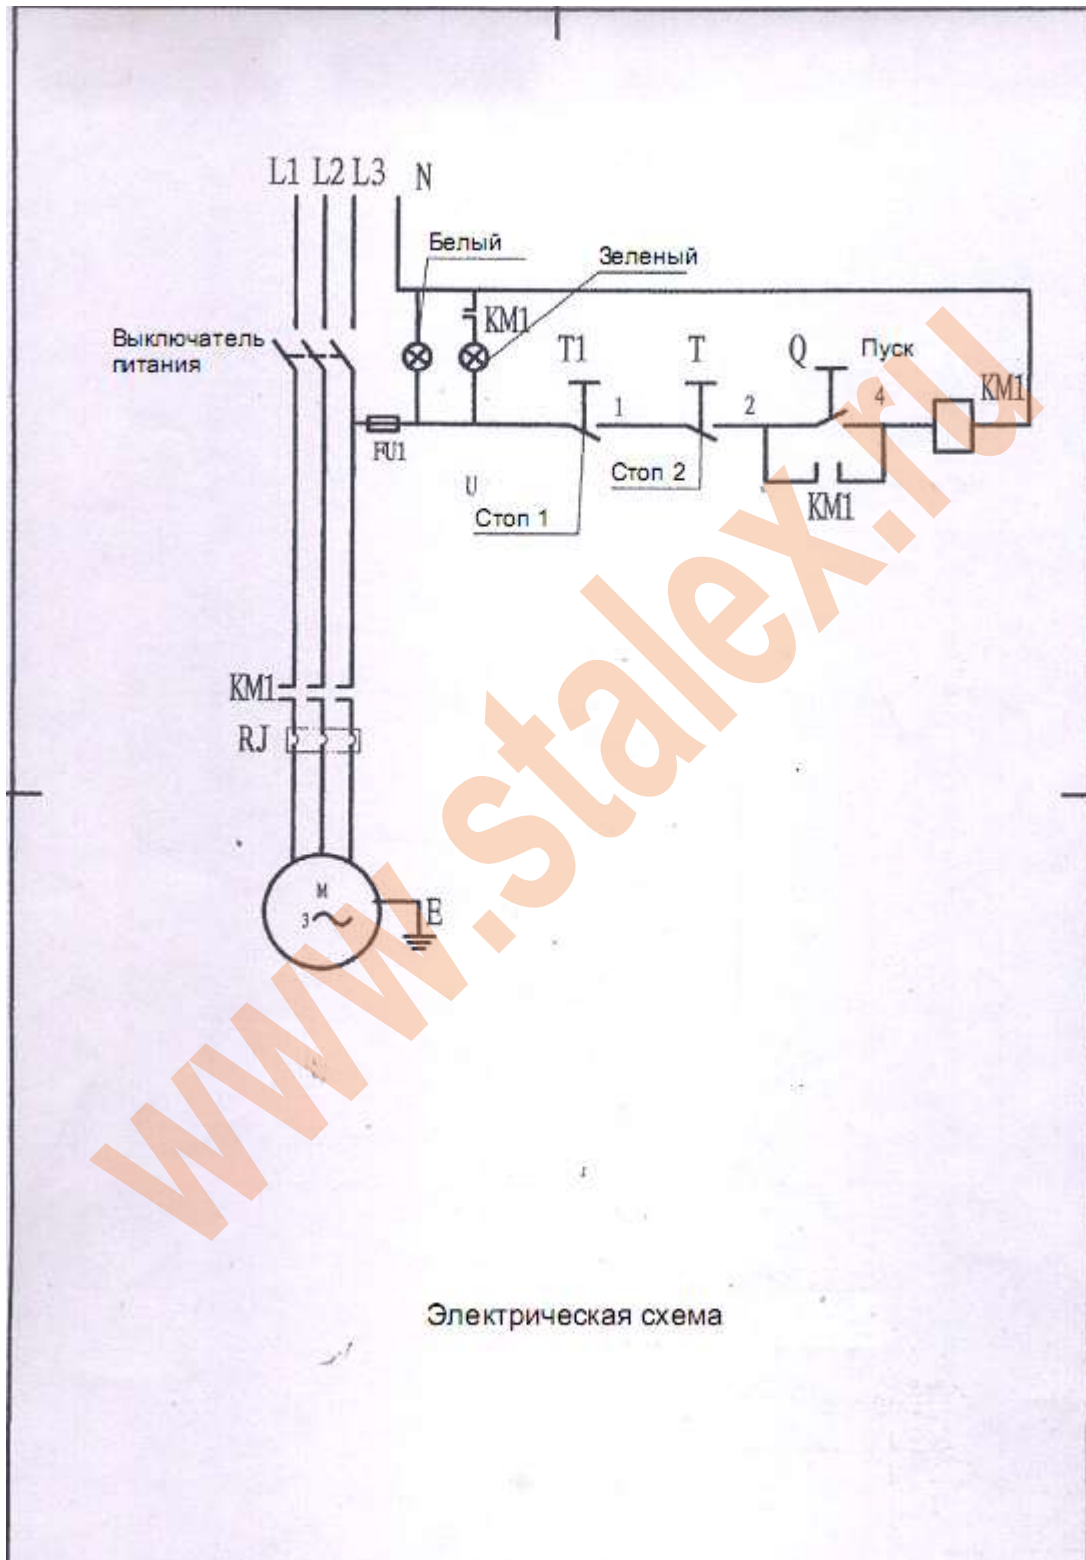 L1 L2 L3 N
Белый
Зеленый
KM1
Выключатель
питания
T1 T Q Пуск
KM1
1 2 4
FU1
Стоп 2
U
KM1
Стоп 1
KM1
RJ
M
3
E
Электрическая схема
www.stalex.ru